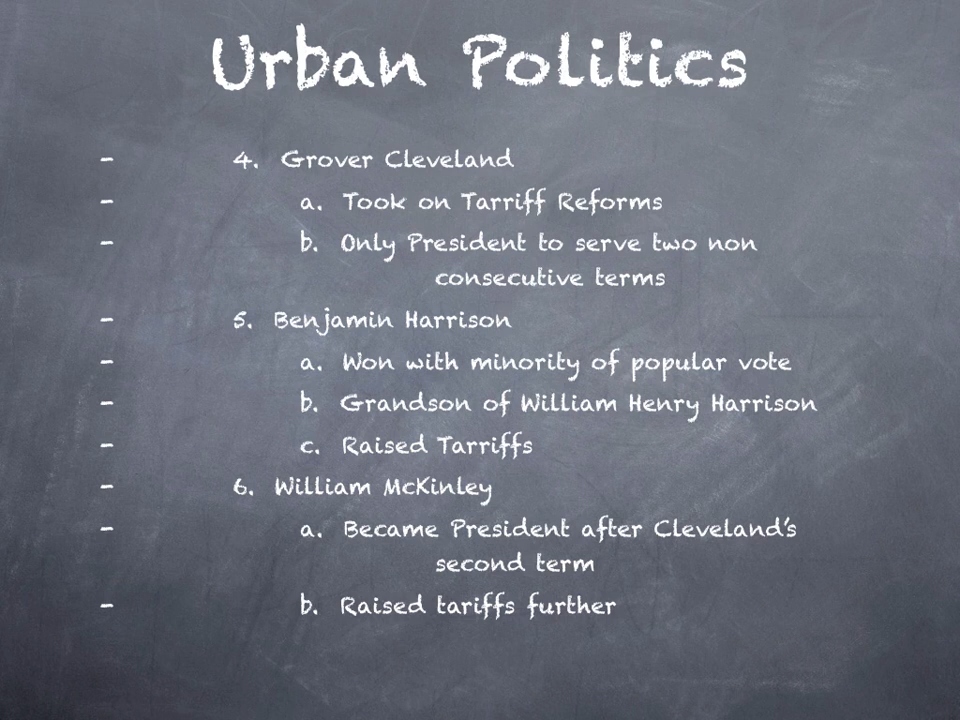 Urban Politics
- 4. Grover Cleveland
- a. Took on Tarriff Reforms
- b. Only President to serve two non
consecutive terms
- 5. Benjamin Harrison
- a. Won with minority of popular vote
- b. Grandson of William Henry Harrison
- c. Raised Tarriffs
- 6. William McKinley
- a. Became President after Cleveland's
second term
- b. Raised tariffs further